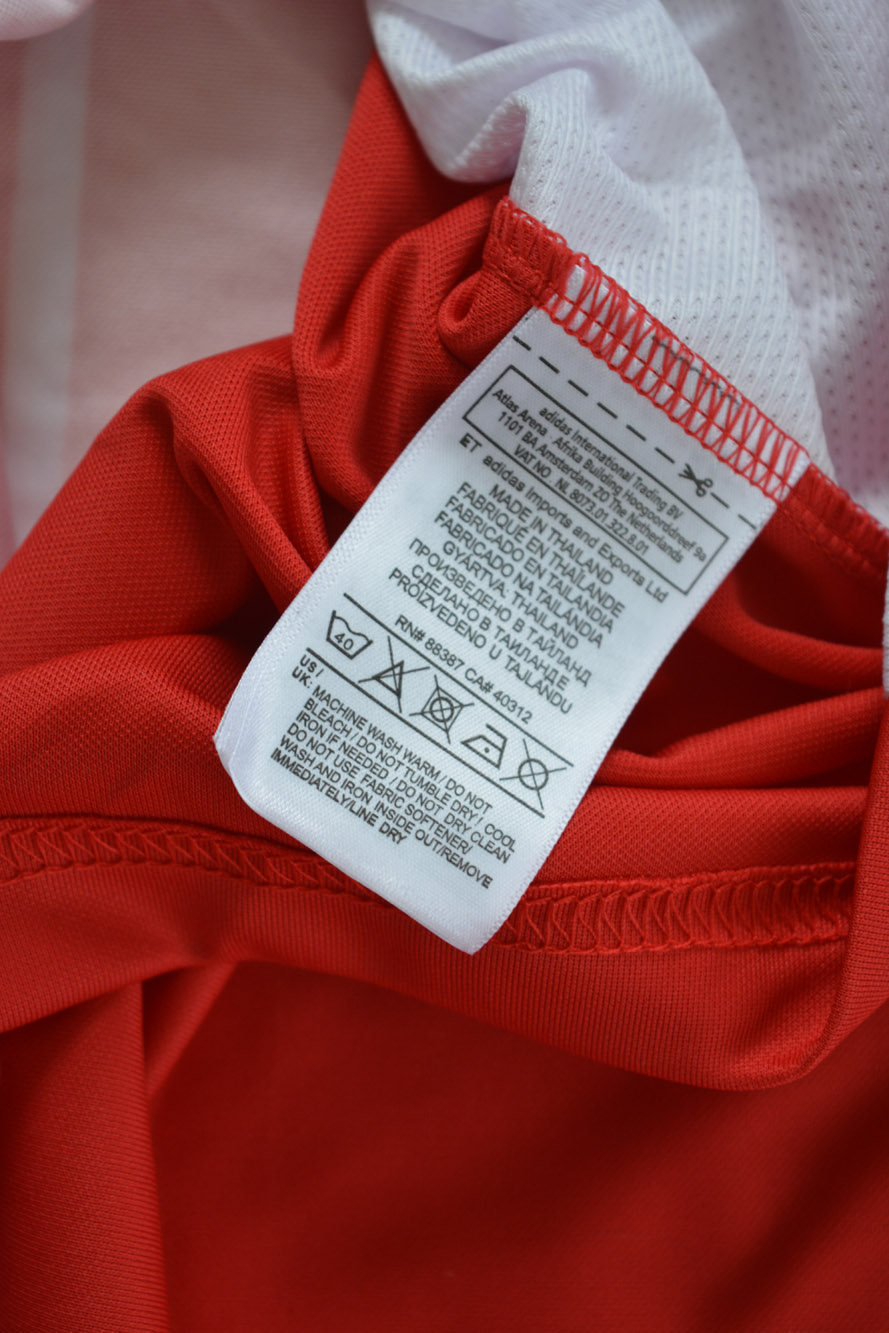 adidas International Trading BV
Atlas Arena Afrika Building Hoogoorddreef 9a
1101 BA Amsterdam ZO The Netherlands
VAT NO. NL 8073.01.322.B.01
ET adidas Imports and Exports Ltd
MADE IN THAILAND
FABRIQUÉ EN THAÏLANDE
FABRICADO EN TAILANDIA
FABRICADO NA TAILÂNDIA
GYÁRTVA: THAILAND
ПРОИЗВЕДЕНО В ТАЙЛАНД
СДЕЛАНО В ТАИЛАНДЕ
PROIZVEDENO U TAJLANDU
RN# 88387 CA# 40312
40
US /
UK: MACHINE WASH WARM / DO NOT
BLEACH / DO NOT TUMBLE DRY / COOL
IRON IF NEEDED / DO NOT DRY CLEAN
DO NOT USE FABRIC SOFTENER/
WASH AND IRON INSIDE OUT/REMOVE
IMMEDIATELY/LINE DRY